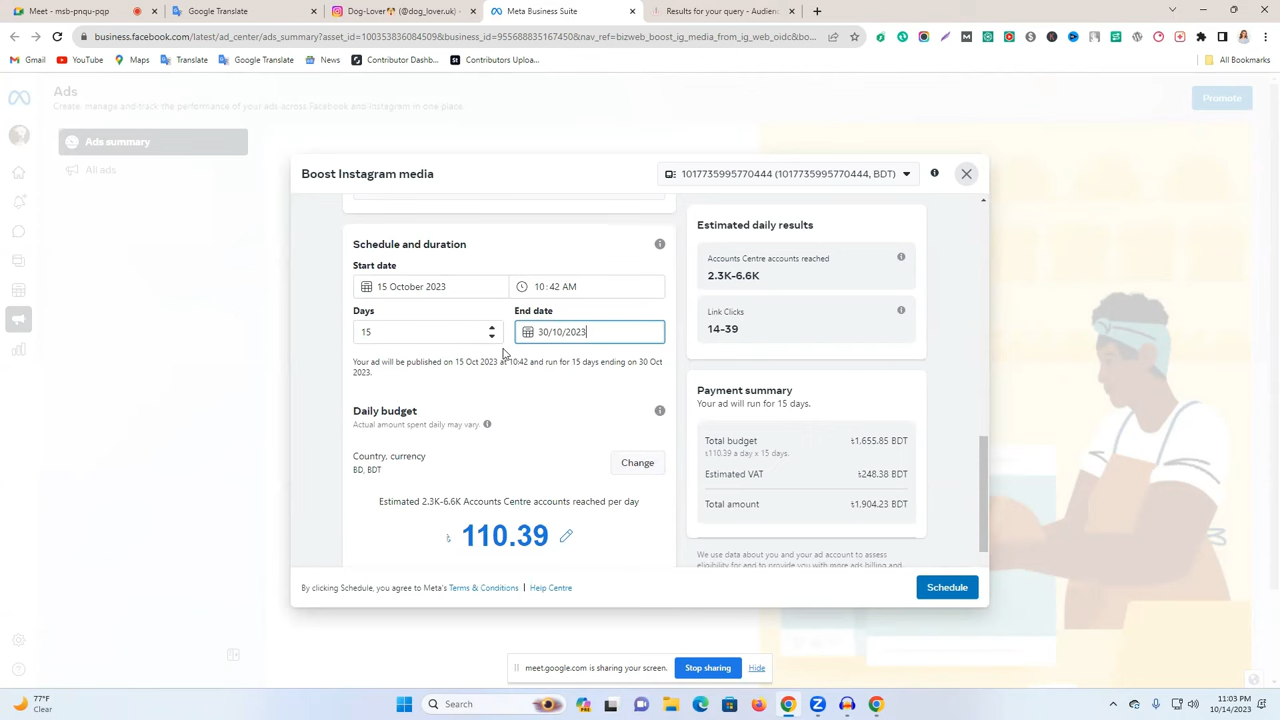 Meet - msb-pnqy-pqp
Google Translate
Dog-Lover🐾 (@dog_lover.uk) •
Meta Business Suite
Results for your query - Audienc
business.facebook.com/latest/ad_center/ads_summary?asset_id=100353836084509&business_id=955688835167450&nav_ref=bizweb_boost_ig_media_from_ig_web_oidc&bo...
Gmail
YouTube
Maps
Translate
Google Translate
News
Contributor Dashb...
Contributors Uploa...
All Bookmarks
Ads
Create, manage and track the performance of your ads across Facebook and Instagram in one place.
Promote
Ads summary
All ads
Boost Instagram media
1017735995770444 (1017735995770444, BDT)
Schedule and duration
Start date
15 October 2023
10:42 AM
Days
End date
15
30/10/2023
Your ad will be published on 15 Oct 2023 at 10:42 and run for 15 days ending on 30 Oct
2023.
Daily budget
Actual amount spent daily may vary.
Country, currency
BD, BDT
Change
Estimated 2.3K-6.6K Accounts Centre accounts reached per day
৳ 110.39
Estimated daily results
Accounts Centre accounts reached
2.3K-6.6K
Link Clicks
14-39
Payment summary
Your ad will run for 15 days.
Total budget
৳1,655.85 BDT
৳110.39 a day x 15 days.
Estimated VAT
৳248.38 BDT
Total amount
৳1,904.23 BDT
We use data about you and your ad account to assess
eligibility for and to provide you with more ads billing and
By clicking Schedule, you agree to Meta's Terms & Conditions | Help Centre
Schedule
meet.google.com is sharing your screen.
Stop sharing
Hide
77°F
Clear
Search
11:03 PM
10/14/2023